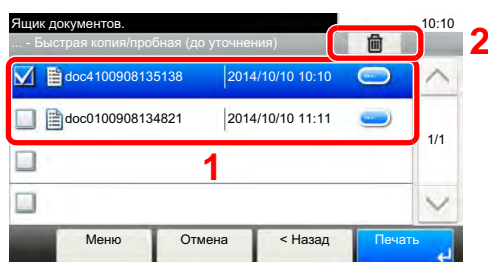 Ящик документов. 10:10
... - Быстрая копия/пробная (до уточнения)
2
doc4100908135138 2014/10/10 10:10
doc0100908134821 2014/10/10 11:11
1/1
1
Меню Отмена < Назад Печать